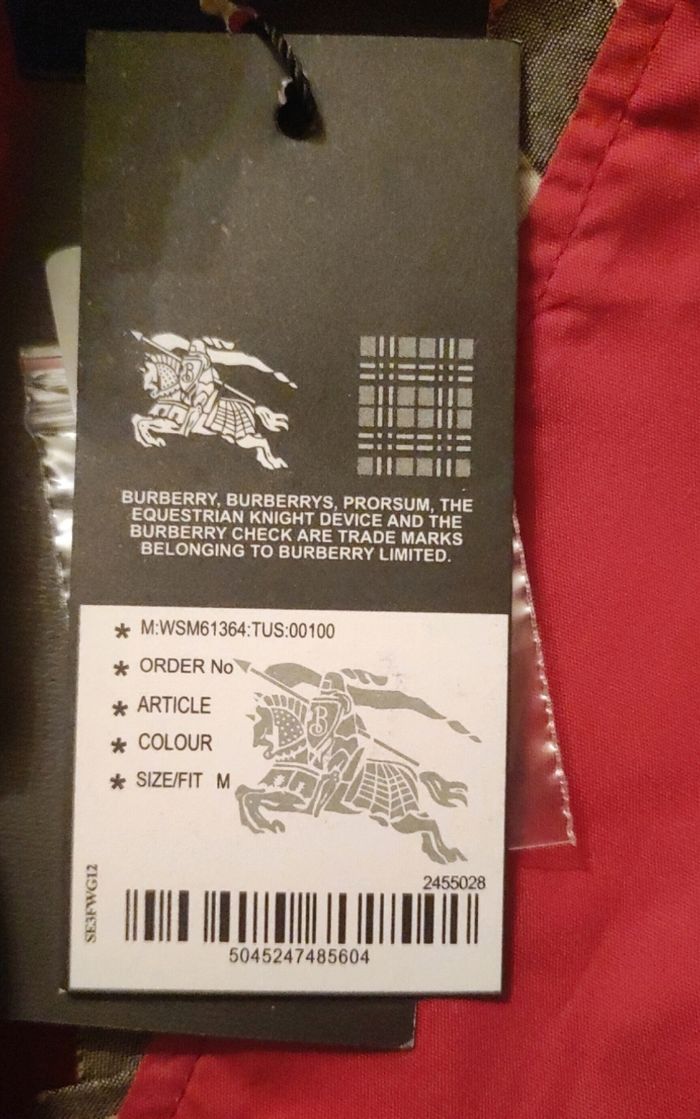 BURBERRY, BURBERRYS, PRORSUM, THE
EQUESTRIAN KNIGHT DEVICE AND THE
BURBERRY CHECK ARE TRADE MARKS
BELONGING TO BURBERRY LIMITED.
* M:WSM61364:TUS:00100
* ORDER No
* ARTICLE
* COLOUR
* SIZE/FIT M
SE3FWG12
2455028
5045247485604